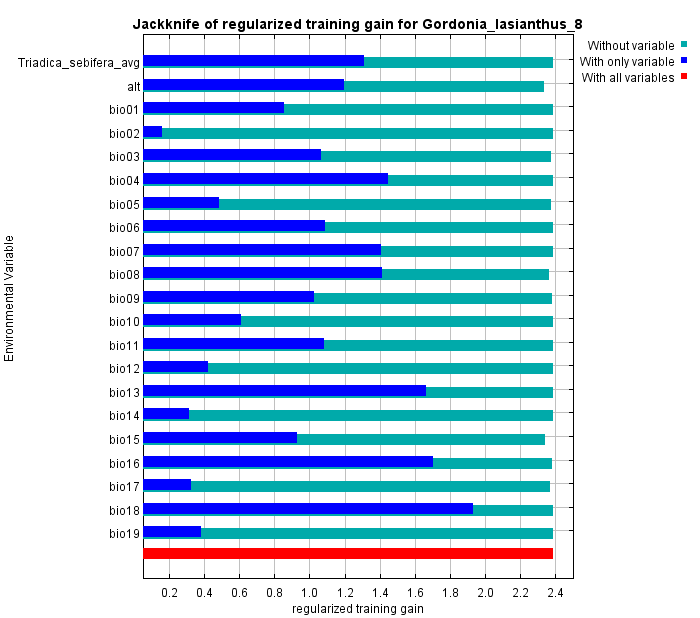 Jackknife of regularized training gain for Gordonia_lasianthus_8
Without variable
With only variable
With all variables
Environmental Variable
Triadica_sebifera_avg
alt
bio01
bio02
bio03
bio04
bio05
bio06
bio07
bio08
bio09
bio10
bio11
bio12
bio13
bio14
bio15
bio16
bio17
bio18
bio19
0.2 0.4 0.6 0.8 1.0 1.2 1.4 1.6 1.8 2.0 2.2 2.4
regularized training gain